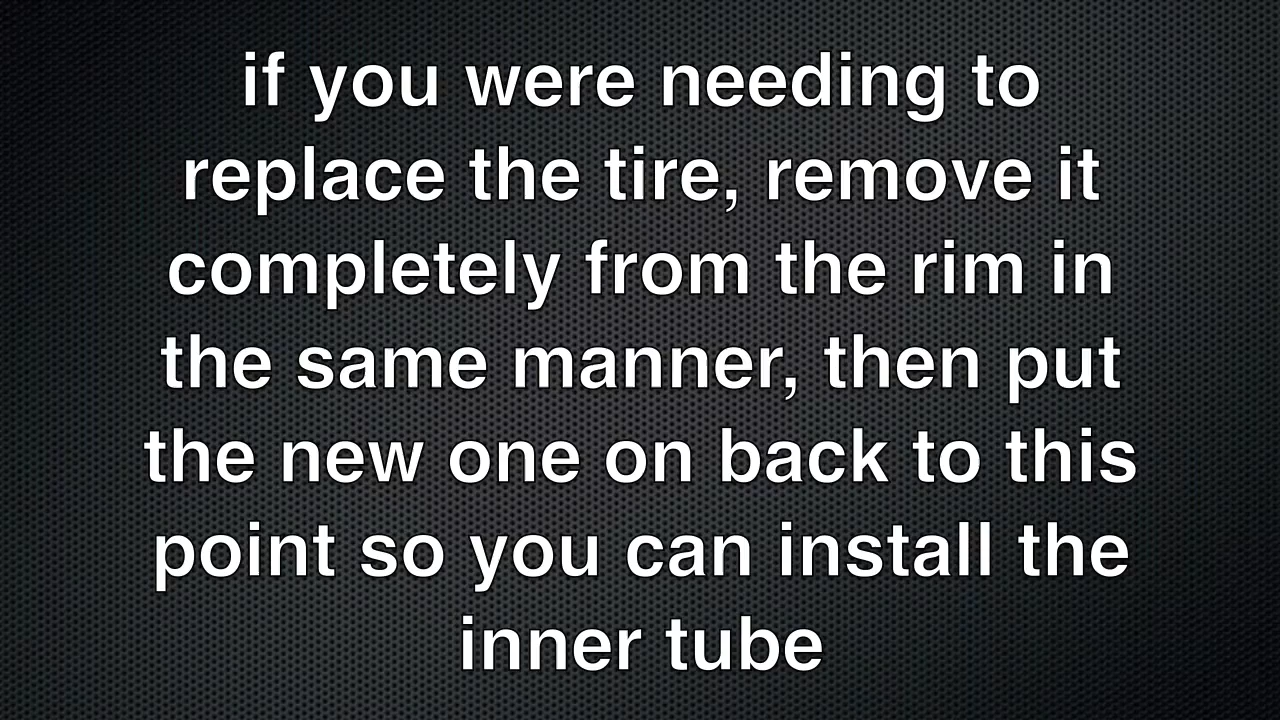 if you were needing to
replace the tire, remove it
completely from the rim in
the same manner, then put
the new one on back to this
point so you can install the
inner tube